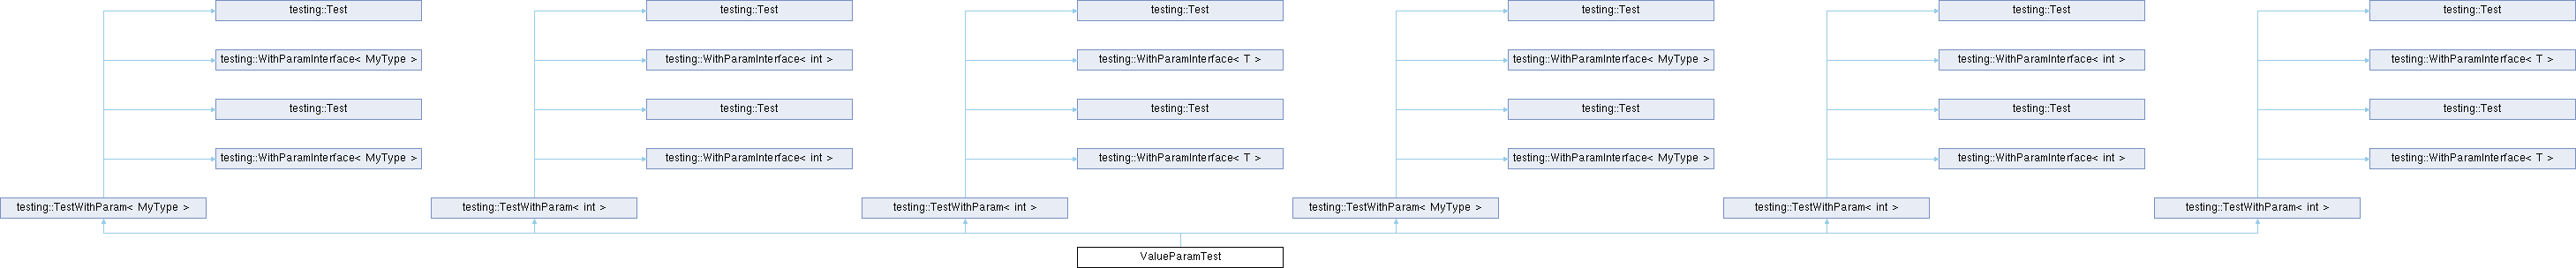 testing::Test
testing::Test
testing::Test
testing::Test
testing::Test
testing::Test
testing::WithParamInterface< MyType >
testing::WithParamInterface< int >
testing::WithParamInterface< T >
testing::WithParamInterface< MyType >
testing::WithParamInterface< int >
testing::WithParamInterface< T >
testing::Test
testing::Test
testing::Test
testing::Test
testing::Test
testing::Test
testing::WithParamInterface< MyType >
testing::WithParamInterface< int >
testing::WithParamInterface< T >
testing::WithParamInterface< MyType >
testing::WithParamInterface< int >
testing::WithParamInterface< T >
testing::TestWithParam< MyType >
testing::TestWithParam< int >
testing::TestWithParam< int >
testing::TestWithParam< MyType >
testing::TestWithParam< int >
testing::TestWithParam< int >
ValueParamTest